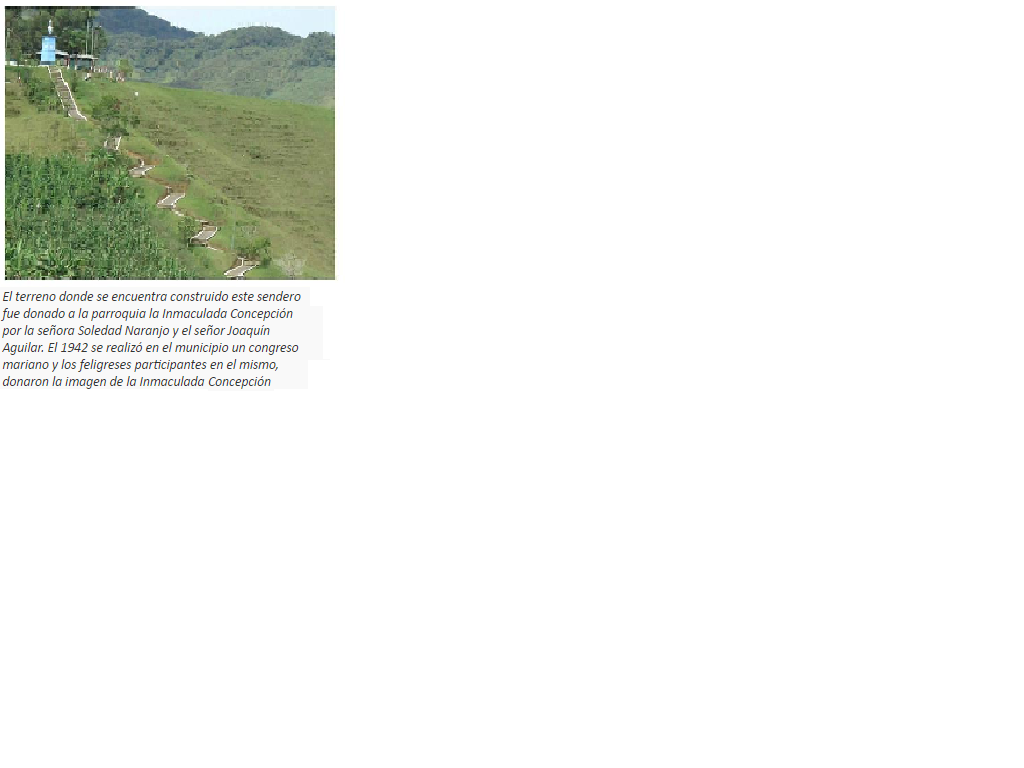 El terreno donde se encuentra construido este sendero
fue donado a la parroquia la Inmaculada Concepción
por la señora Soledad Naranjo y el señor Joaquín
Aguilar. El 1942 se realizó en el municipio un congreso
mariano y los feligreses participantes en el mismo,
donaron la imagen de la Inmaculada Concepción